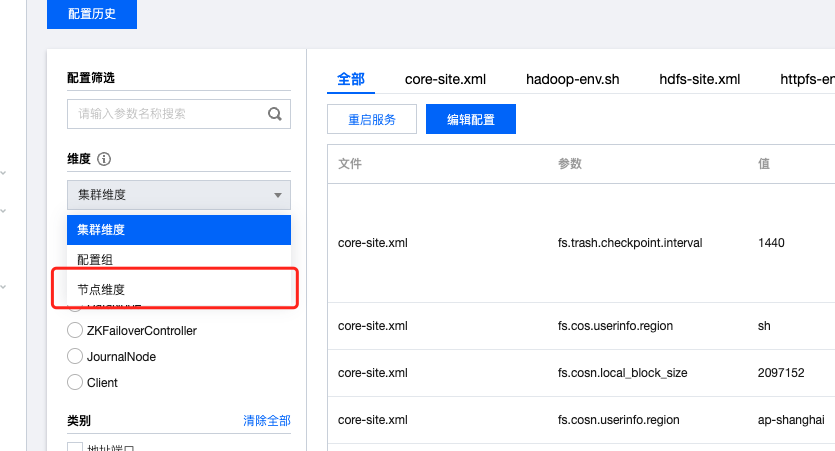 配置历史
配置筛选
请输入参数名称搜索
维度
集群维度
集群维度
配置组
节点维度
ZKFailoverController
JournalNode
Client
类别 清除全部
地址端口
全部 core-site.xml hadoop-env.sh hdfs-site.xml
重启服务 编辑配置
文件 参数 值
core-site.xml fs.trash.checkpoint.interval 1440
core-site.xml fs.cos.userinfo.region sh
core-site.xml fs.cosn.local_block_size 2097152
core-site.xml fs.cosn.userinfo.region ap-shanghai